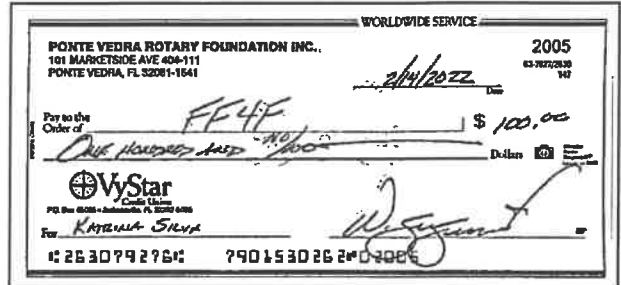 WORLDWIDE SERVICE
PONTE VEDRA ROTARY FOUNDATION INC.
2005
101 MARKETSIDE AVE 404-111
PONTE VEDRA, FL 32081-1541
2/14/2022
Date
Pay to the
Order of
FF4F
$ 100.00
ONE HUNDRED AND NO/100
Dollars
VyStar
Credit Union
For KATRINA SILVA